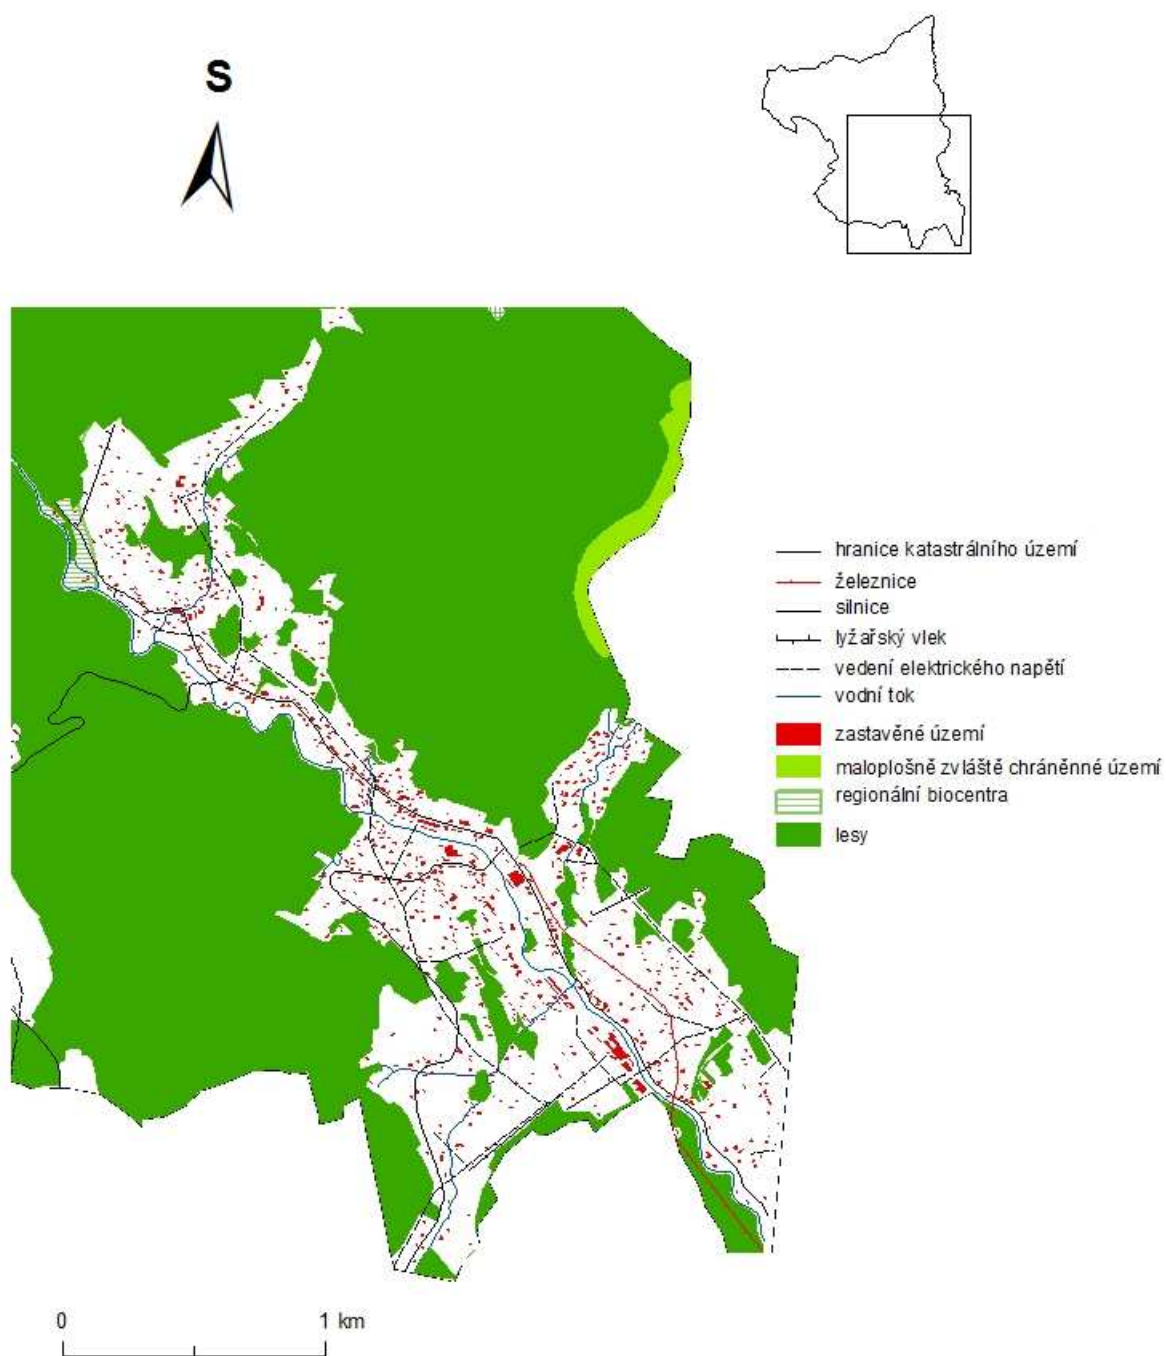 S
hranice katastrálního území
železnice
silnice
lyžařský vlek
vedení elektrického napětí
vodní tok
zastavěné území
maloplošně zvláště chráněnné území
regionální biocentra
lesy
0 1 km